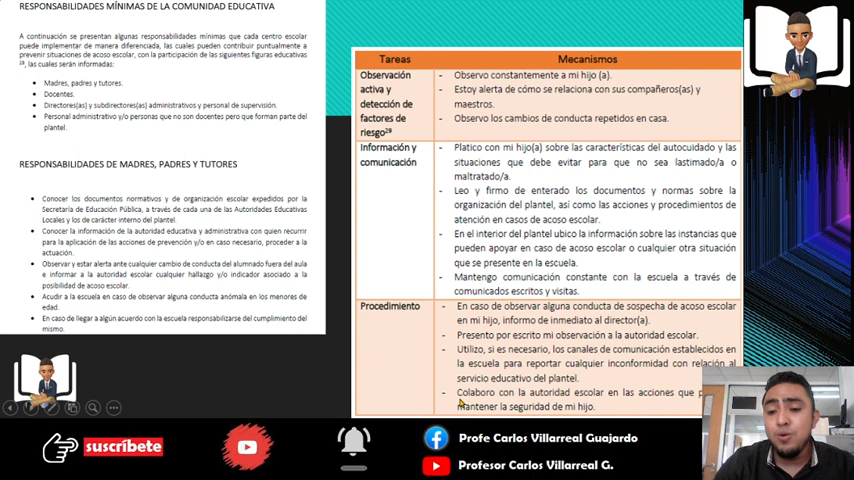 RESPONSABILIDADES MÍNIMAS DE LA COMUNIDAD EDUCATIVA
A continuación se presentan algunas responsabilidades mínimas que cada centro escolar
puede implementar de manera diferenciada, las cuales pueden contribuir puntualmente a
prevenir situaciones de acoso escolar, con la participación de las siguientes figuras educativas
28, las cuales serán informadas:
• Madres, padres y tutores.
• Docentes.
• Directores(as) y subdirectores(as) administrativos y personal de supervisión.
• Personal administrativo y/o personas que no son docentes pero que forman parte del
plantel.
RESPONSABILIDADES DE MADRES, PADRES Y TUTORES
• Conocer los documentos normativos y de organización escolar expedidos por la
Secretaría de Educación Pública, a través de cada una de las Autoridades Educativas
Locales y los de carácter interno del plantel.
• Conocer la información de la autoridad educativa y administrativa con quien recurrir
para la aplicación de las acciones de prevención y/o en caso necesario, proceder a la
actuación.
• Observar y estar alerta ante cualquier cambio de conducta del alumnado fuera del aula
e informar a la autoridad escolar cualquier hallazgo y/o indicador asociado a la
posibilidad de acoso escolar.
• Acudir a la escuela en caso de observar alguna conducta anómala en los menores de
edad.
• En caso de llegar a algún acuerdo con la escuela responsabilizarse del cumplimiento del
mismo.
Tareas Mecanismos
Observación
activa y
detección de
factores de
riesgo29
- Observo constantemente a mi hijo (a).
- Estoy alerta de cómo se relaciona con sus compañeros(as) y
maestros.
- Observo los cambios de conducta repetidos en casa.
Información y
comunicación
- Platico con mi hijo(a) sobre las características del autocuidado y las
situaciones que debe evitar para que no sea lastimado/a o
maltratado/a.
- Leo y firmo de enterado los documentos y normas sobre la
organización del plantel, así como las acciones y procedimientos de
atención en casos de acoso escolar.
- En el interior del plantel ubico la información sobre las instancias que
pueden apoyar en caso de acoso escolar o cualquier otra situación
que se presente en la escuela.
- Mantengo comunicación constante con la escuela a través de
comunicados escritos y visitas.
Procedimiento
- En caso de observar alguna conducta de sospecha de acoso escolar
en mi hijo, informo de inmediato al director(a).
- Presento por escrito mi observación a la autoridad escolar.
- Utilizo, si es necesario, los canales de comunicación establecidos en
la escuela para reportar cualquier inconformidad con relación al
servicio educativo del plantel.
- Colaboro con la autoridad escolar en las acciones que
mantener la seguridad de mi hijo.
suscríbete
Profe Carlos Villarreal Guajardo
Profesor Carlos Villarreal G.